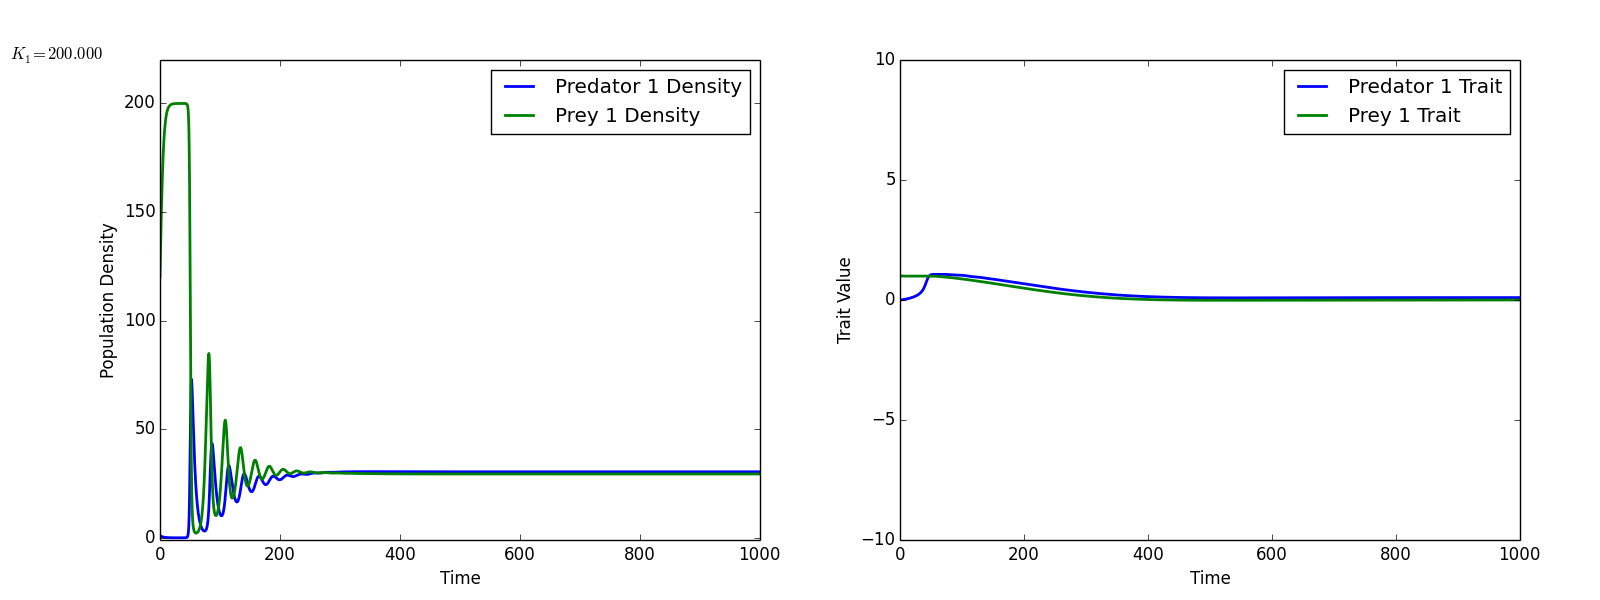 K₁ = 200.000
Predator 1 Density
Prey 1 Density
200
150
100
50
0
Population Density
0 200 400 600 800 1000
Time
Predator 1 Trait
Prey 1 Trait
10
5
0
−5
−10
Trait Value
0 200 400 600 800 1000
Time